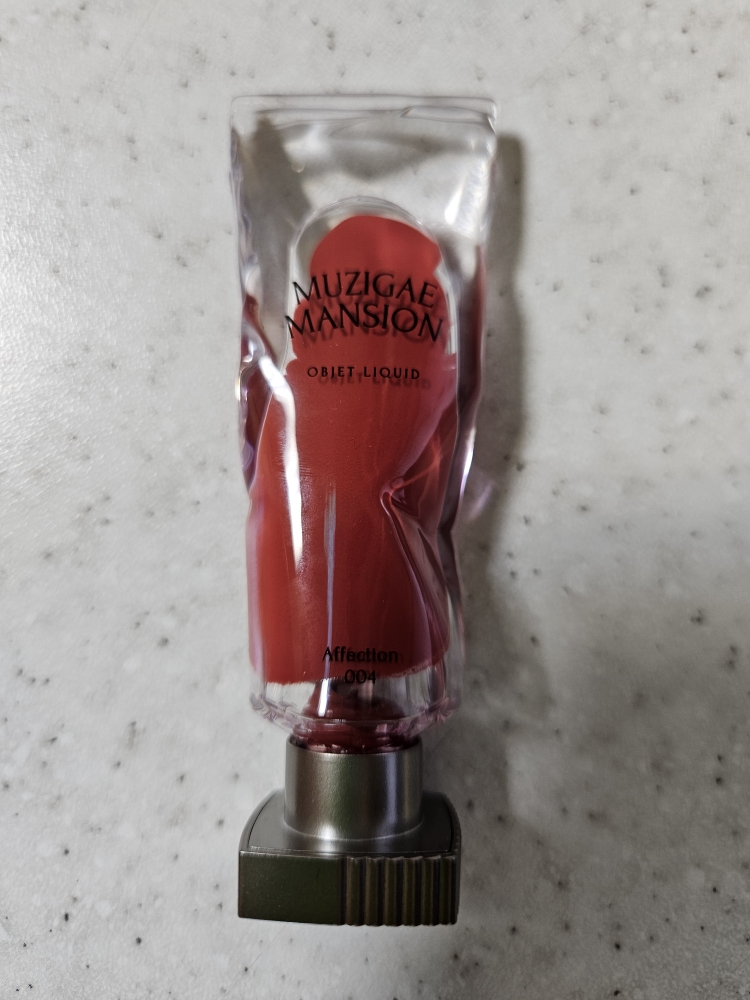 MUZIGAE
MANSION
OBJET LIQUID
Affection
004